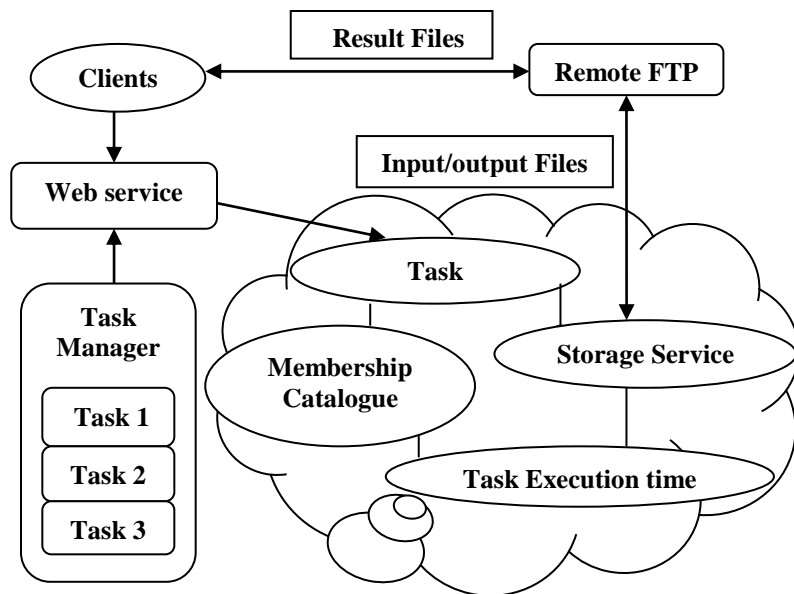 Result Files
Clients
Remote FTP
Input/output Files
Web service
Task
Task
Manager
Storage Service
Membership
Catalogue
Task 1
Task 2
Task Execution time
Task 3